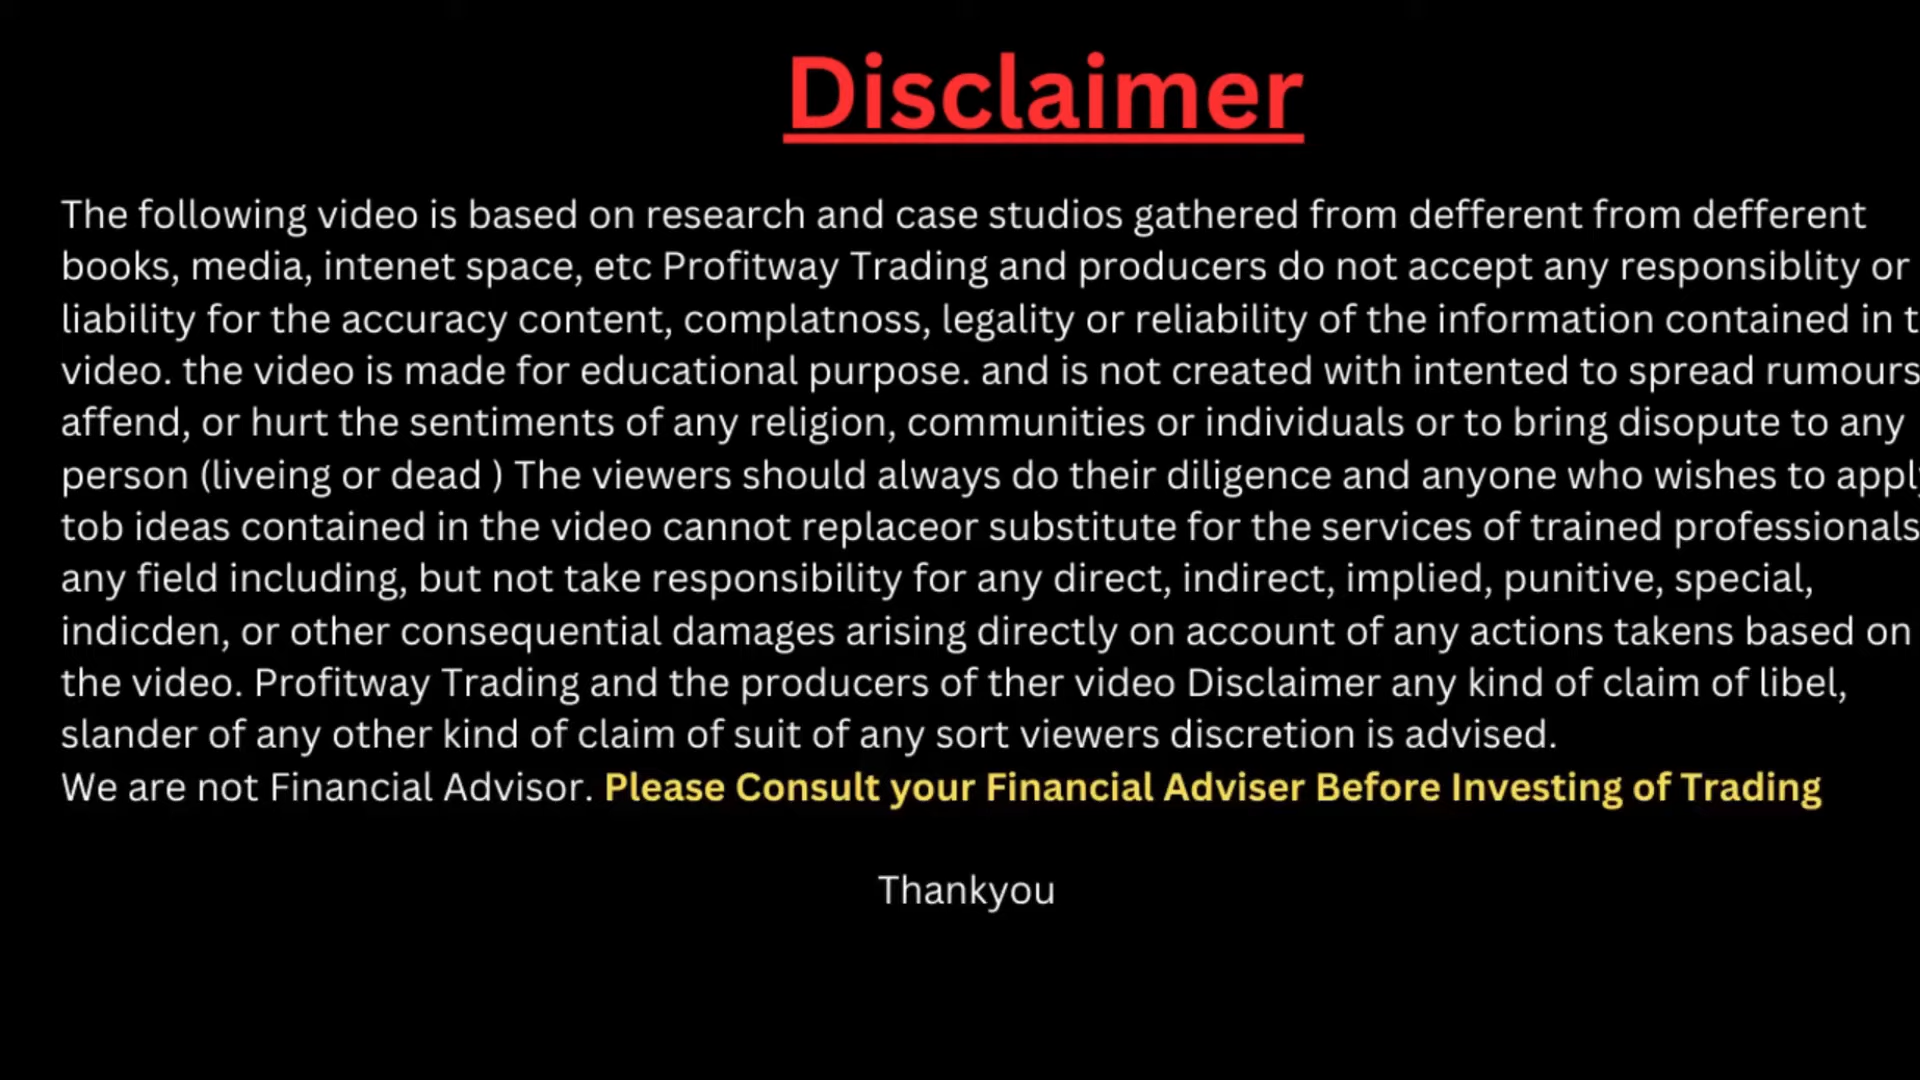 Disclaimer
The following video is based on research and case studios gathered from defferent from defferent
books, media, intenet space, etc Profitway Trading and producers do not accept any responsiblity or
liability for the accuracy content, complatnoss, legality or reliability of the information contained in t
video. the video is made for educational purpose. and is not created with intented to spread rumours
affend, or hurt the sentiments of any religion, communities or individuals or to bring disopute to any
person (liveing or dead ) The viewers should always do their diligence and anyone who wishes to apply
tob ideas contained in the video cannot replaceor substitute for the services of trained professionals
any field including, but not take responsibility for any direct, indirect, implied, punitive, special,
indicden, or other consequential damages arising directly on account of any actions takens based on
the video. Profitway Trading and the producers of ther video Disclaimer any kind of claim of libel,
slander of any other kind of claim of suit of any sort viewers discretion is advised.
We are not Financial Advisor. Please Consult your Financial Adviser Before Investing of Trading
Thankyou